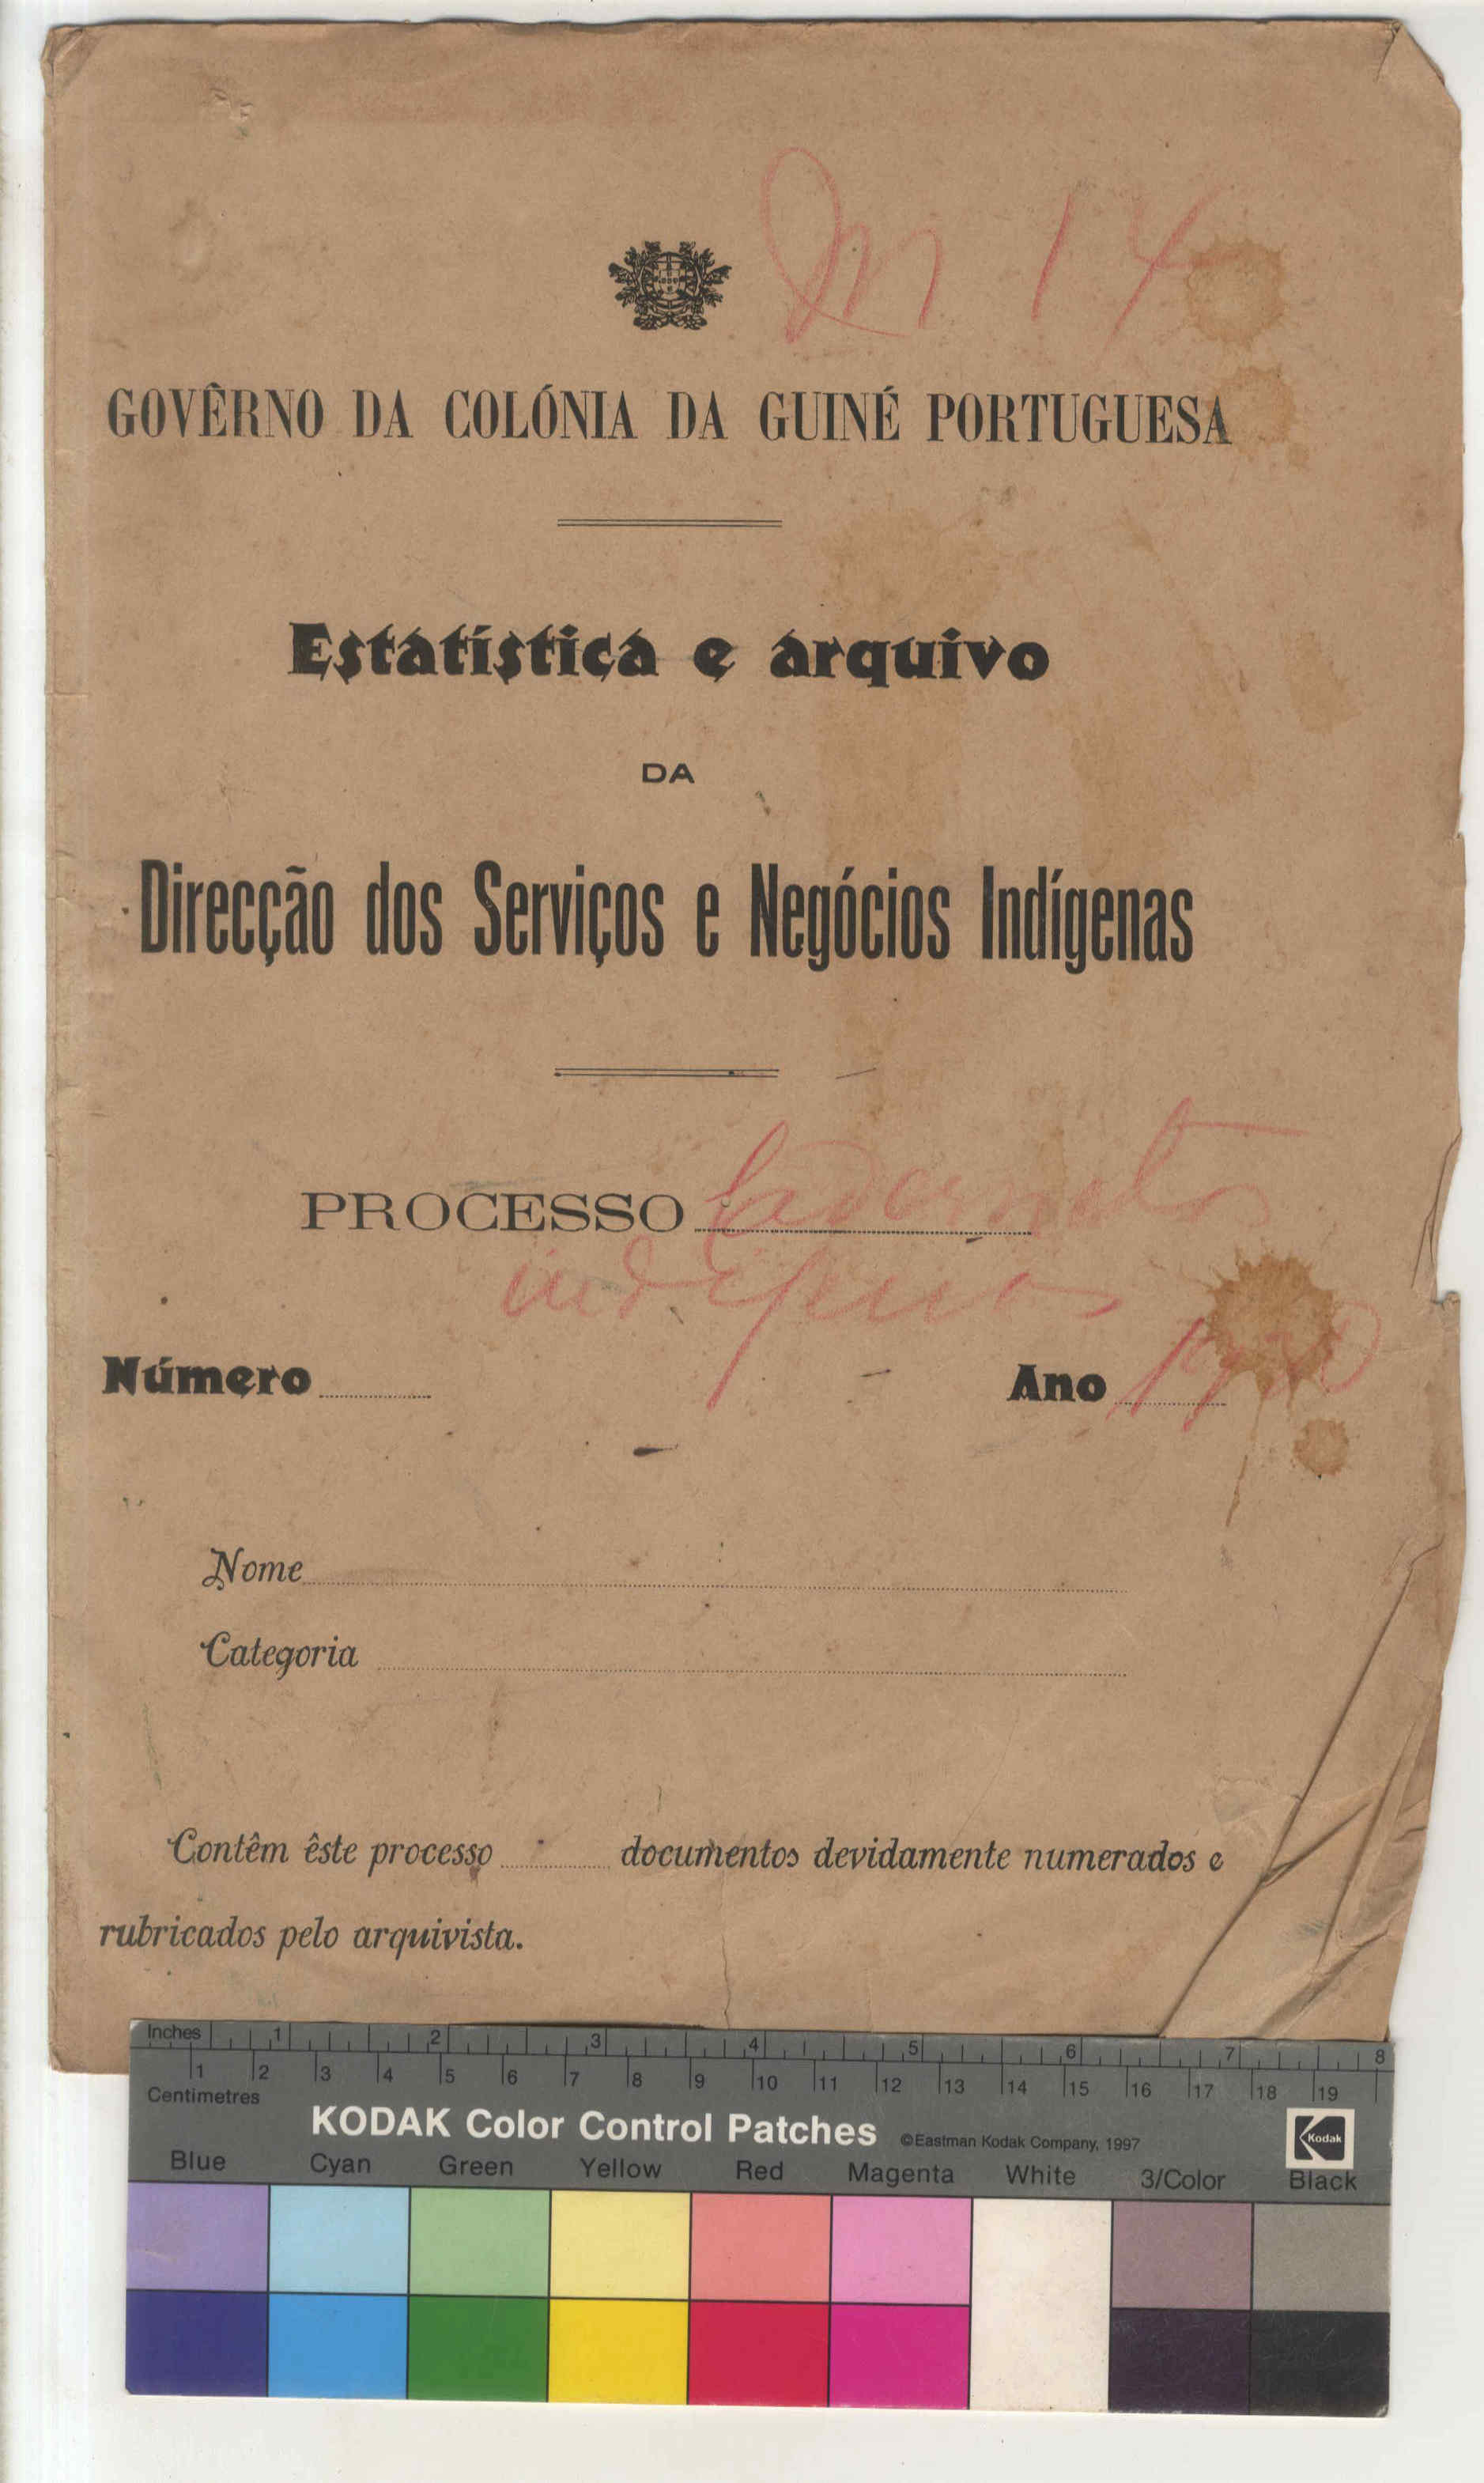 M 14
GOVÊRNO DA COLÓNIA DA GUINÉ PORTUGUESA
Estatística e arquivo
DA
Direcção dos Serviços e Negócios Indígenas
PROCESSO Cadernetas
indígenas
Número
Ano
Nome
Categoria
Contêm êste processo documentos devidamente numerados e
rubricados pelo arquivista.
Inches 1 2 3 4 5 6 7 8
1 2 3 4 5 6 7 8 9 10 11 12 13 14 15 16 17 18 19
Centimetres
KODAK Color Control Patches ©Eastman Kodak Company, 1997 Kodak
Blue Cyan Green Yellow Red Magenta White 3/Color Black